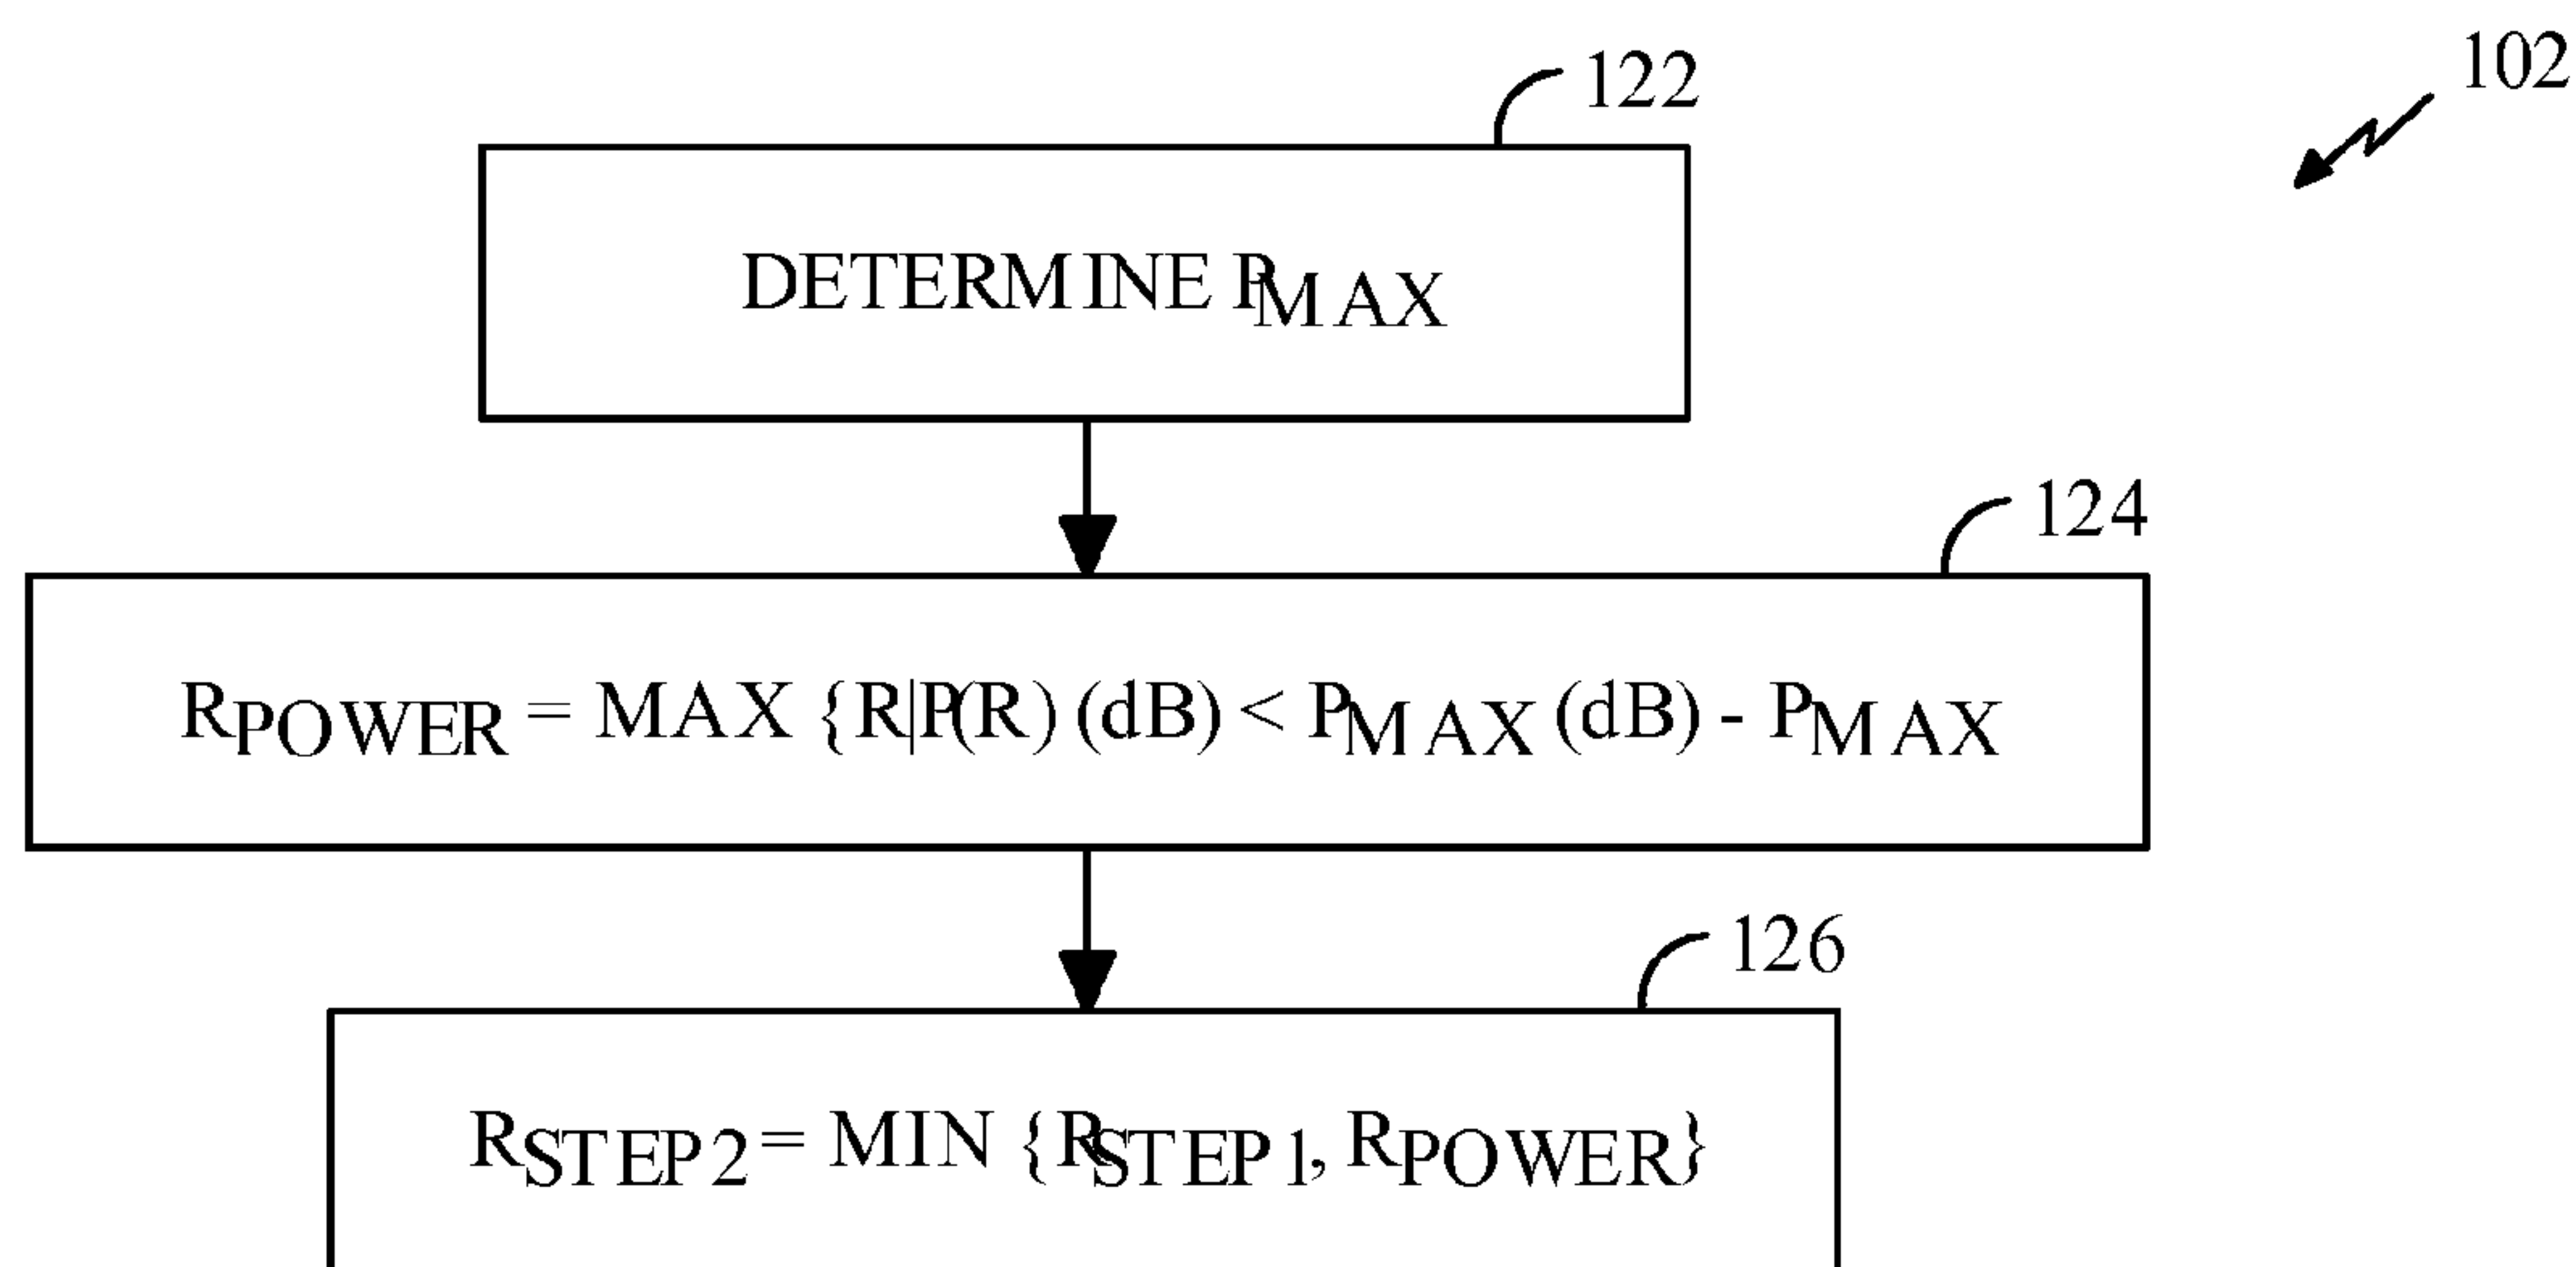 102
122
DETERMINE PMAX
124
RPOWER = MAX {R|P(R) (dB) < PMAX (dB) - PMAX
126
RSTEP2 = MIN {RSTEP1, RPOWER}